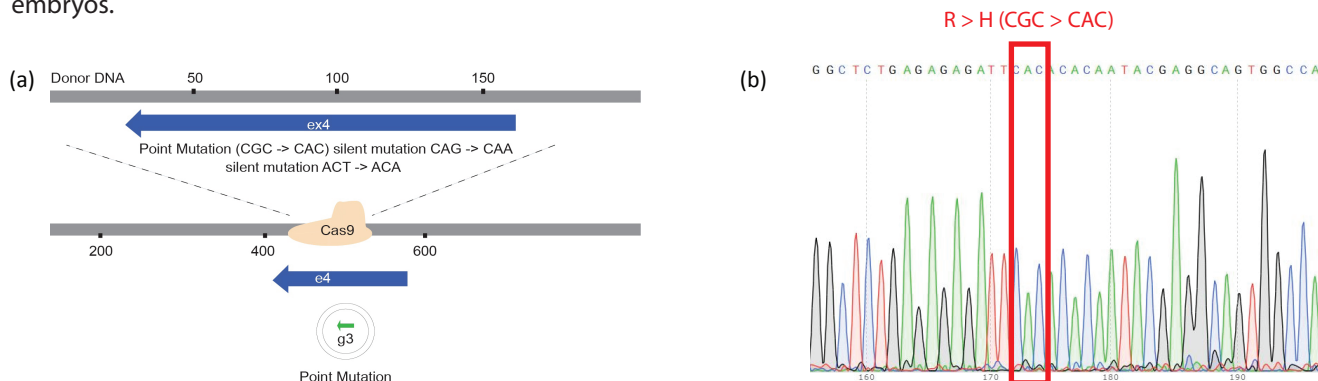 embryos.
(a)
Donor DNA
50
100
150
ex4
Point Mutation (CGC -> CAC) silent mutation CAG -> CAA
silent mutation ACT -> ACA
Cas9
200
400
600
e4
g3
Point Mutation
R > H (CGC > CAC)
(b)
G G C T C T G A G A G A G A T T C A C A C A C A A T A C G A G G C A G T G G C C A
160
170
180
190